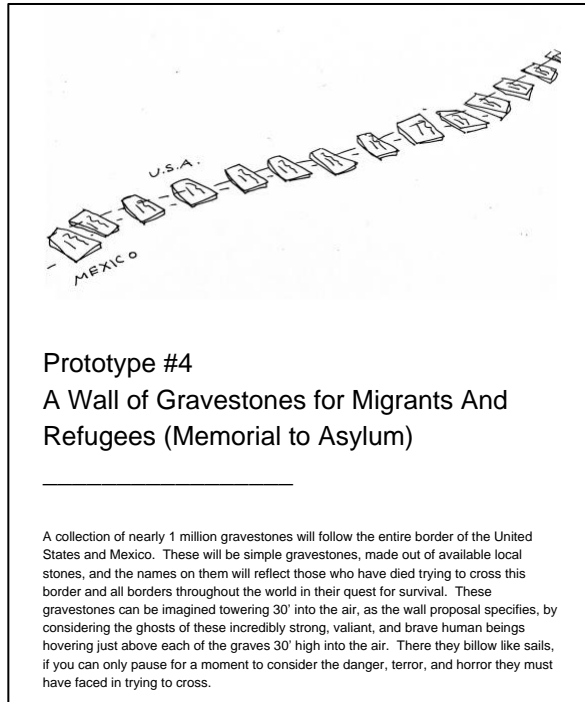 U.S.A.
MEXICO
Prototype #4
A Wall of Gravestones for Migrants And
Refugees (Memorial to Asylum)
A collection of nearly 1 million gravestones will follow the entire border of the United
States and Mexico.  These will be simple gravestones, made out of available local
stones, and the names on them will reflect those who have died trying to cross this
border and all borders throughout the world in their quest for survival.  These
gravestones can be imagined towering 30' into the air, as the wall proposal specifies, by
considering the ghosts of these incredibly strong, valiant, and brave human beings
hovering just above each of the graves 30' high into the air.  There they billow like sails,
if you can only pause for a moment to consider the danger, terror, and horror they must
have faced in trying to cross.